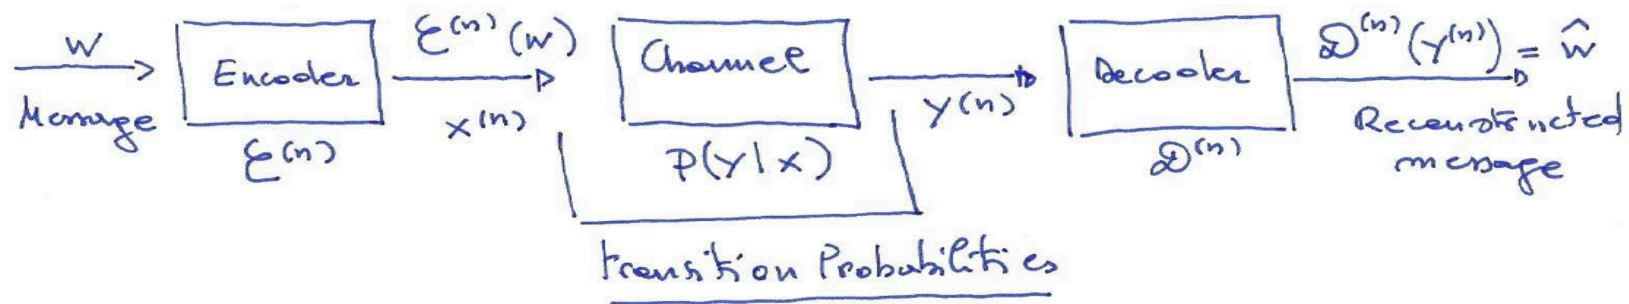 W
Message
Encoder
ℰ⁽ⁿ⁾
ℰ⁽ⁿ⁾(w)
x⁽ⁿ⁾
Channel
P(y|x)
Y⁽ⁿ⁾
Decoder
𝒟⁽ⁿ⁾
𝒟⁽ⁿ⁾(Y⁽ⁿ⁾) = ŵ
Reconstructed
message
transition Probabilities